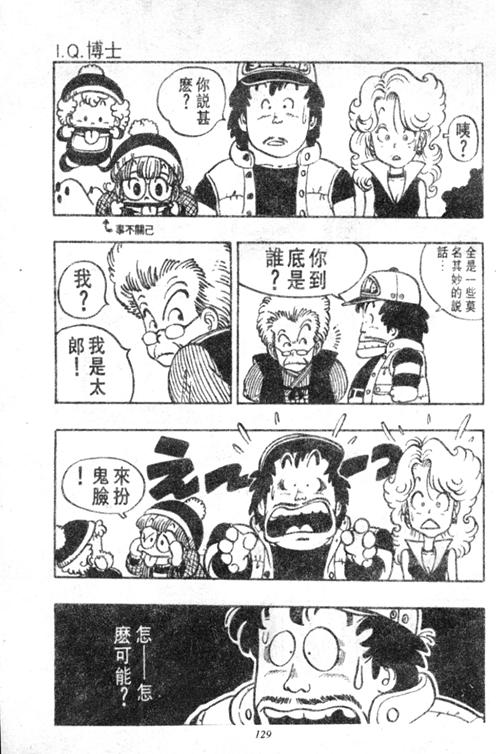 I.Q.博士
咦？
你說甚
麼？
事不關己
全是一些莫
名其妙的說
話…
你到
底是
誰？
我？
我是太
郎！
えーーっ
來扮
鬼臉
！
怎——怎
麼可能？
129